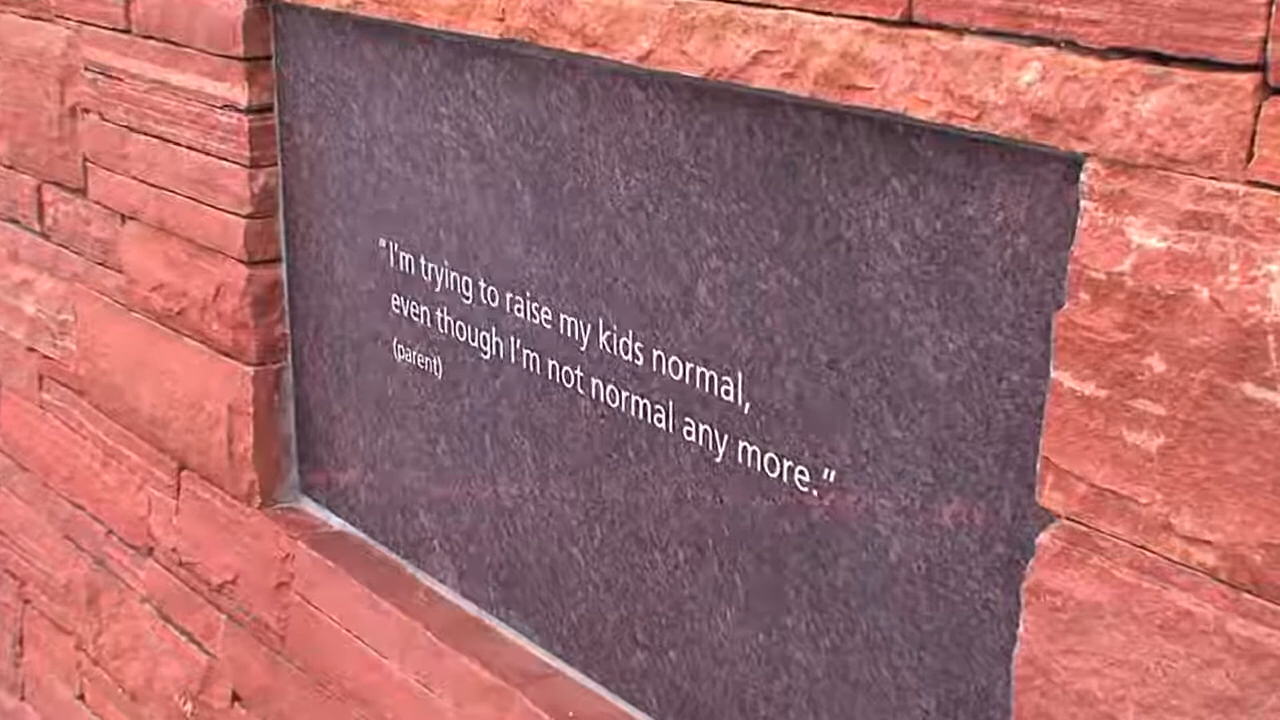 "I'm trying to raise my kids normal,
even though I'm not normal any more."
(parent)